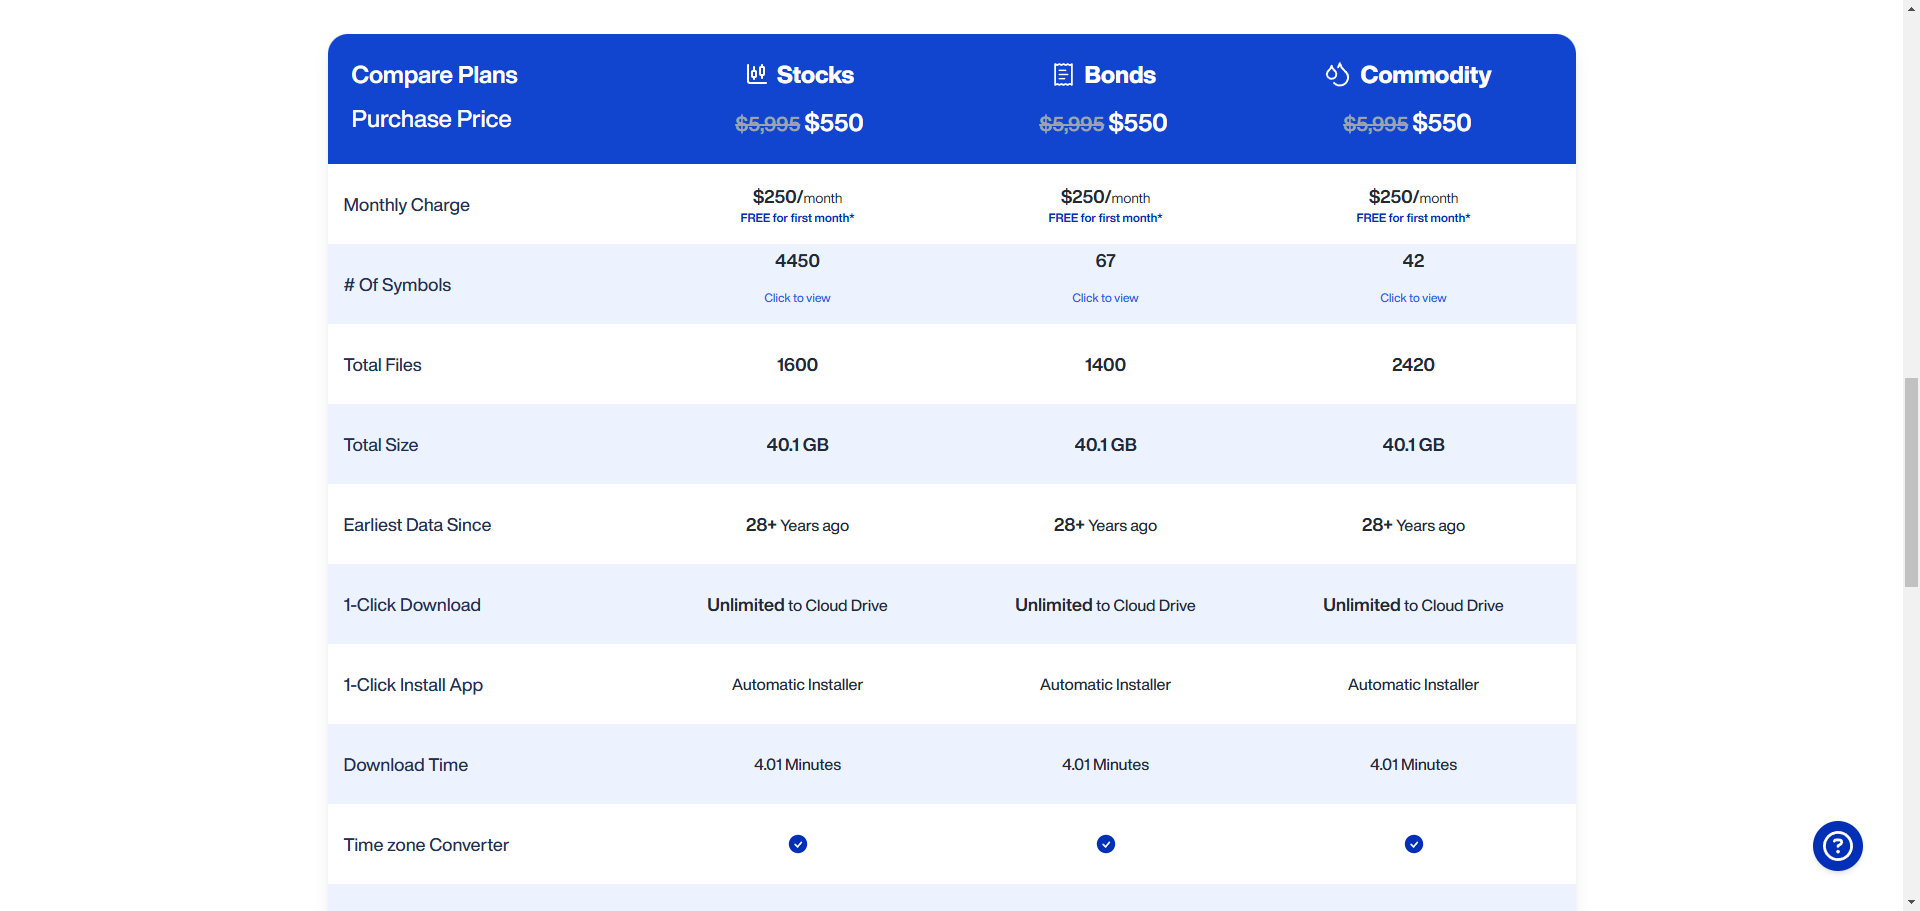 Compare Plans Stocks Bonds Commodity
Purchase Price $5,995 $550 $5,995 $550 $5,995 $550
Monthly Charge $250/month $250/month $250/month
FREE for first month* FREE for first month* FREE for first month*
# Of Symbols 4450 67 42
Click to view Click to view Click to view
Total Files 1600 1400 2420
Total Size 40.1 GB 40.1 GB 40.1 GB
Earliest Data Since 28+ Years ago 28+ Years ago 28+ Years ago
1-Click Download Unlimited to Cloud Drive Unlimited to Cloud Drive Unlimited to Cloud Drive
1-Click Install App Automatic Installer Automatic Installer Automatic Installer
Download Time 4.01 Minutes 4.01 Minutes 4.01 Minutes
Time zone Converter
?